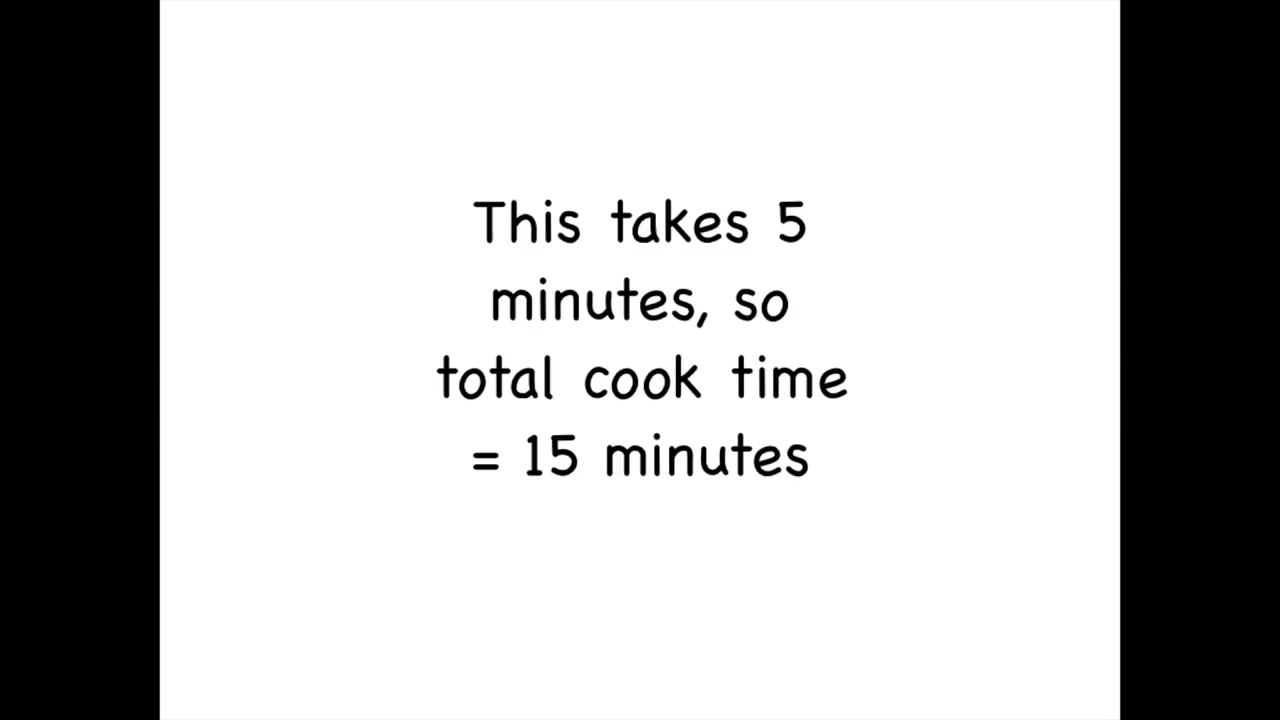 This takes 5
minutes, so
total cook time
= 15 minutes